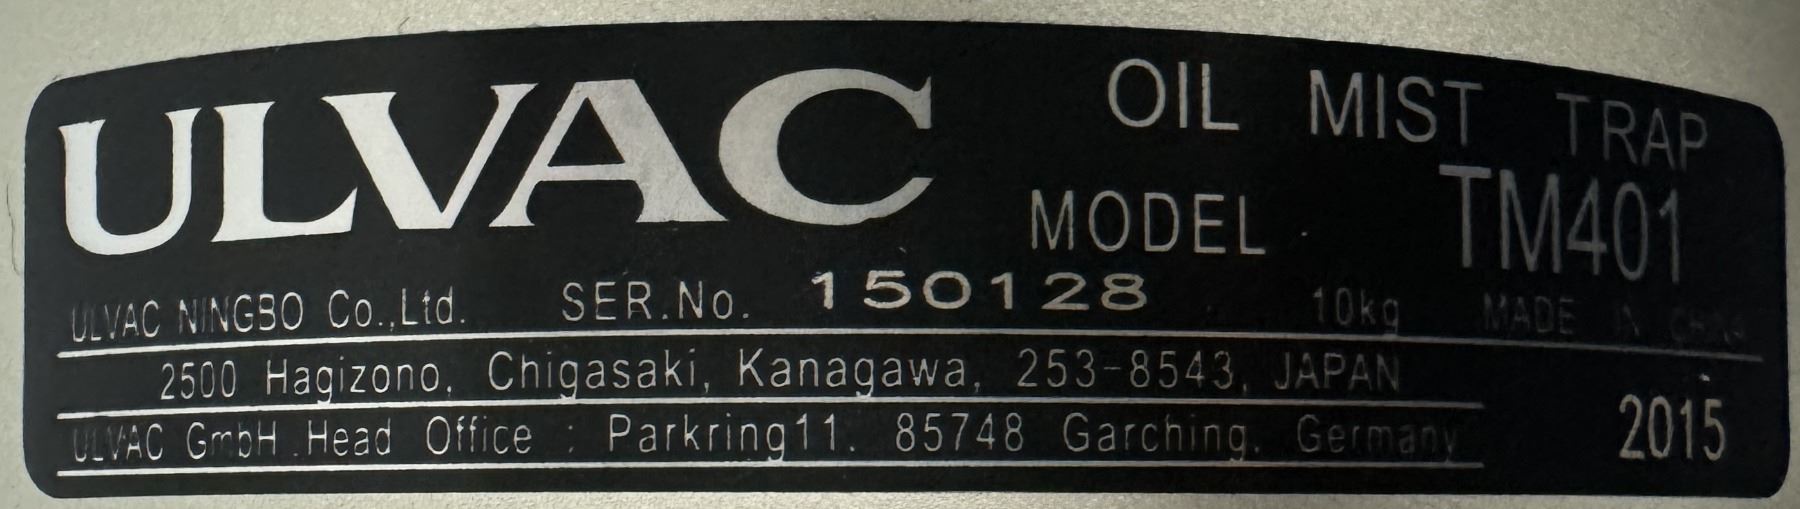 ULVAC
OIL MIST TRAP
MODEL TM401
ULVAC NINGBO Co.,Ltd. SER.No. 150128 10kg MADE IN CHINA
2500 Hagizono, Chigasaki, Kanagawa, 253-8543, JAPAN
ULVAC GmbH Head Office : Parkring11. 85748 Garching. Germany
2015